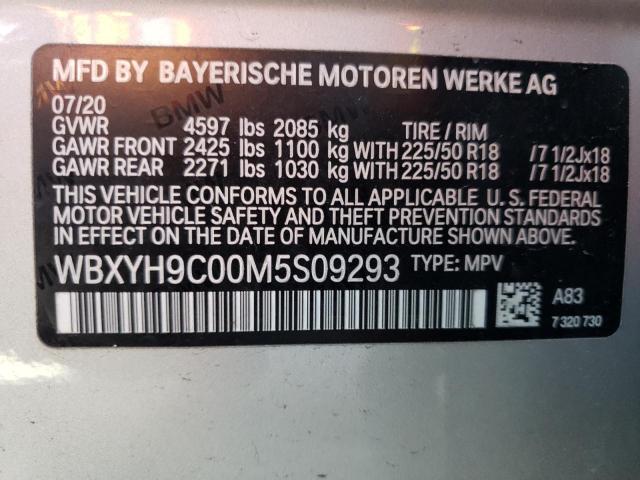 MFD BY BAYERISCHE MOTOREN WERKE AG
07/20
GVWR 4597 lbs 2085 kg TIRE / RIM
GAWR FRONT 2425 lbs 1100 kg WITH 225/50 R18 /7 1/2Jx18
GAWR REAR 2271 lbs 1030 kg WITH 225/50 R18 /7 1/2Jx18
THIS VEHICLE CONFORMS TO ALL APPLICABLE U. S. FEDERAL
MOTOR VEHICLE SAFETY AND THEFT PREVENTION STANDARDS
IN EFFECT ON THE DATE OF MANUFACTURE SHOWN ABOVE.
WBXYH9C00M5S09293 TYPE: MPV
A83
7 320 730
BMW